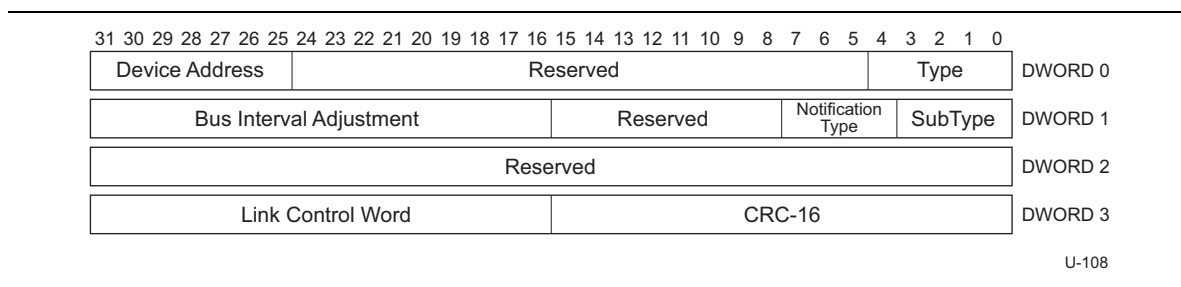 31 30 29 28 27 26 25 24 23 22 21 20 19 18 17 16 15 14 13 12 11 10 9 8 7 6 5 4 3 2 1 0
Device Address Reserved Type DWORD 0
Bus Interval Adjustment Reserved Notification Type SubType DWORD 1
Reserved DWORD 2
Link Control Word CRC-16 DWORD 3
U-108